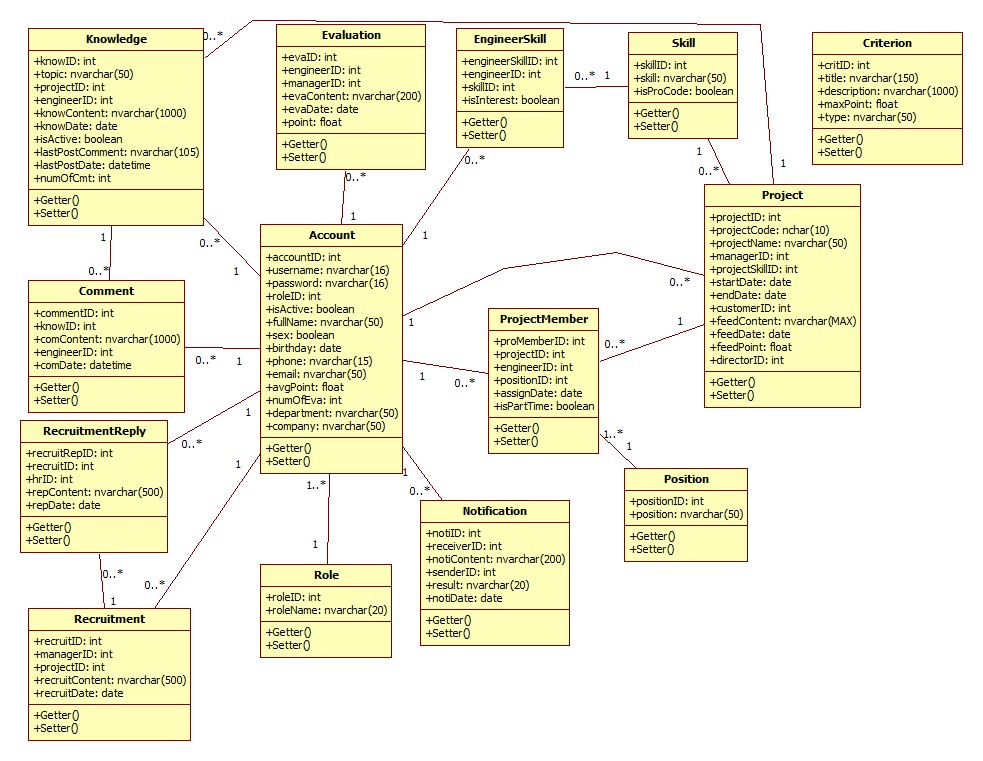 Knowledge
+knowID: int
+topic: nvarchar(50)
+projectID: int
+engineerID: int
+knowContent: nvarchar(1000)
+knowDate: date
+isActive: boolean
+lastPostComment: nvarchar(105)
+lastPostDate: datetime
+numOfCmt: int
+Getter()
+Setter()
0..*
Evaluation
+evaID: int
+engineerID: int
+managerID: int
+evaContent: nvarchar(200)
+evaDate: date
+point: float
+Getter()
+Setter()
0..*
1
EngineerSkill
+engineerSkillID: int
+engineerID: int
+skillID: int
+isInterest: boolean
+Getter()
+Setter()
0..*
1
0..*
1
Skill
+skillID: int
+skill: nvarchar(50)
+isProCode: boolean
+Getter()
+Setter()
1
0..*
1
Criterion
+critID: int
+title: nvarchar(150)
+description: nvarchar(1000)
+maxPoint: float
+type: nvarchar(50)
+Getter()
+Setter()
Project
+projectID: int
+projectCode: nchar(10)
+projectName: nvarchar(50)
+managerID: int
+projectSkillID: int
+startDate: date
+endDate: date
+customerID: int
+feedContent: nvarchar(MAX)
+feedDate: date
+feedPoint: float
+directorID: int
+Getter()
+Setter()
0..*
1
1
0..*
0..*
1
Account
+accountID: int
+username: nvarchar(16)
+password: nvarchar(16)
+roleID: int
+isActive: boolean
+fullName: nvarchar(50)
+sex: boolean
+birthday: date
+phone: nvarchar(15)
+email: nvarchar(50)
+avgPoint: float
+numOfEva: int
+department: nvarchar(50)
+company: nvarchar(50)
+Getter()
+Setter()
1
0..*
Comment
+commentID: int
+knowID: int
+comContent: nvarchar(1000)
+engineerID: int
+comDate: datetime
+Getter()
+Setter()
0..*
1
ProjectMember
+proMemberID: int
+projectID: int
+engineerID: int
+positionID: int
+assignDate: date
+isPartTime: boolean
+Getter()
+Setter()
0..*
1
1
0..*
1..*
1
RecruitmentReply
+recruitRepID: int
+recruitID: int
+hrID: int
+repContent: nvarchar(500)
+repDate: date
+Getter()
+Setter()
1
0..*
1
0..*
Position
+positionID: int
+position: nvarchar(50)
+Getter()
+Setter()
1
0..*
Notification
+notiID: int
+receiverID: int
+notiContent: nvarchar(200)
+senderID: int
+result: nvarchar(20)
+notiDate: date
+Getter()
+Setter()
1..*
1
Role
+roleID: int
+roleName: nvarchar(20)
+Getter()
+Setter()
0..*
1
Recruitment
+recruitID: int
+managerID: int
+projectID: int
+recruitContent: nvarchar(500)
+recruitDate: date
+Getter()
+Setter()